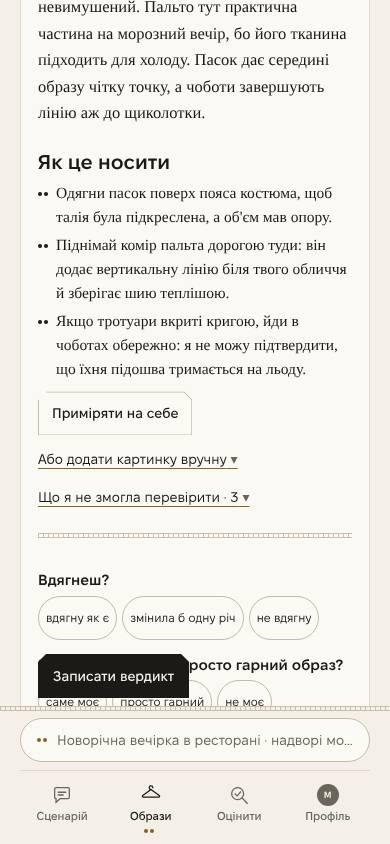 невимушений. Пальто тут практична
частина на морозний вечір, бо його тканина
підходить для холоду. Пасок дає середині
образу чітку точку, а чоботи завершують
лінію аж до щиколотки.
Як це носити
•• Одягни пасок поверх пояса костюма, щоб
талія була підкреслена, а об'єм мав опору.
•• Піднімай комір пальта дорогою туди: він
додає вертикальну лінію біля твого обличчя
й зберігає шию теплішою.
•• Якщо тротуари вкриті кригою, йди в
чоботах обережно: я не можу підтвердити,
що їхня підошва тримається на льоду.
Приміряти на себе
Або додати картинку вручну ▾
Що я не змогла перевірити · 3 ▾
Вдягнеш?
вдягну як є
змінила б одну річ
не вдягну
Записати вердикт
росто гарний образ?
саме моє
просто гарний
не моє
•• Новорічна вечірка в ресторані · надворі мо...
Сценарій
Образи
Оцінити
М
Профіль